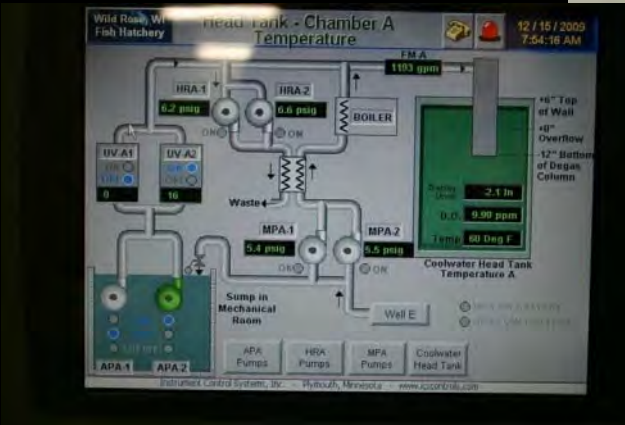 Wild Rose, WI
Fish Hatchery
Head Tank - Chamber A
Temperature
12/15/2009
7:54:16 AM
FM-A
1193 gpm
HRA-1
HRA-2
6.2 psig
6.6 psig
ON
ON
BOILER
+6" Top
of Wall
+0"
Overflow
-12" Bottom
of Degas
Column
UV-A1
UV-A2
0
16
Waste
-2.1 In
D.O.
9.99 ppm
Temp
60 Deg F
MPA-1
MPA-2
5.4 psig
5.5 psig
ON
ON
Coolwater Head Tank
Temperature A
Sump in
Mechanical
Room
Well E
APA-1
APA-2
APA
Pumps
HRA
Pumps
MPA
Pumps
Coolwater
Head Tank
Instrument Control Systems, Inc. - Plymouth, Minnesota - www.icscontrols.com